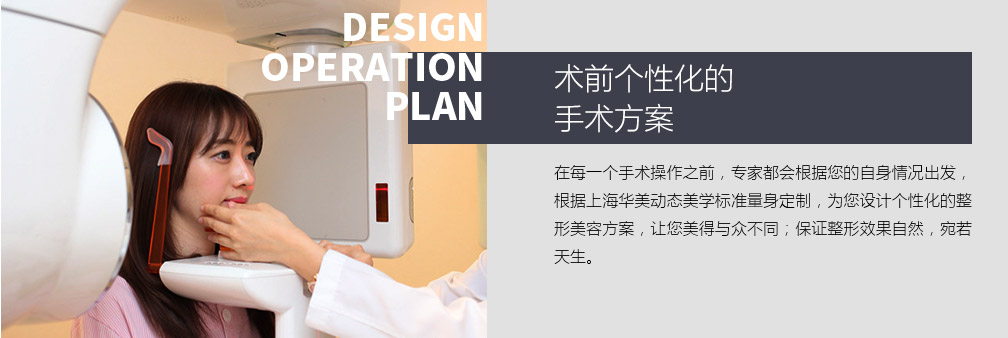 DESIGN
OPERATION
PLAN
术前个性化的
手术方案
在每一个手术操作之前，专家都会根据您的自身情况出发，
根据上海华美动态美学标准量身定制，为您设计个性化的整
形美容方案，让您美得与众不同；保证整形效果自然，宛若
天生。